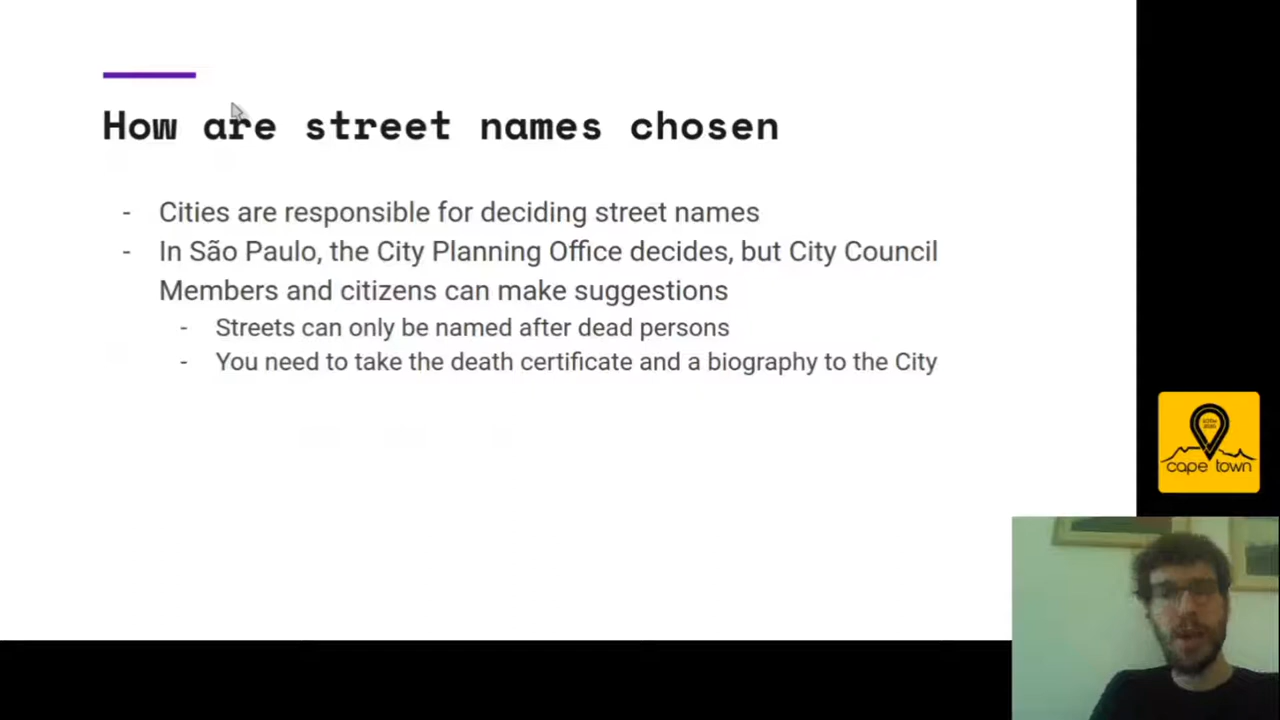 How are street names chosen
- Cities are responsible for deciding street names
- In São Paulo, the City Planning Office decides, but City Council
Members and citizens can make suggestions
- Streets can only be named after dead persons
- You need to take the death certificate and a biography to the City
cape town